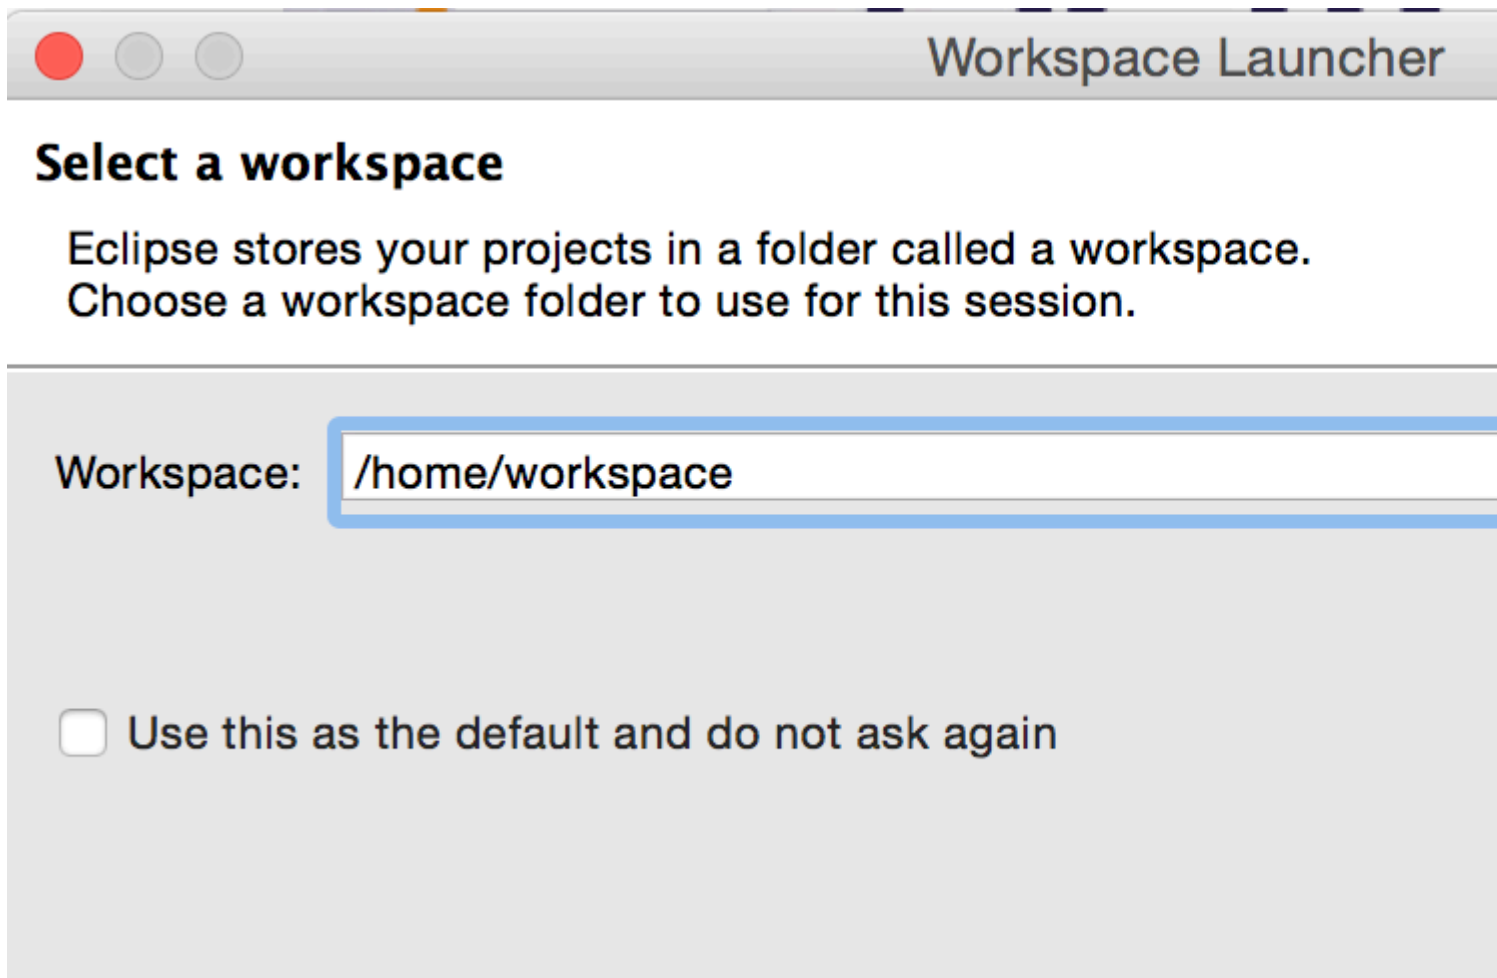 Workspace Launcher
Select a workspace
Eclipse stores your projects in a folder called a workspace.
Choose a workspace folder to use for this session.
Workspace: /home/workspace
Use this as the default and do not ask again